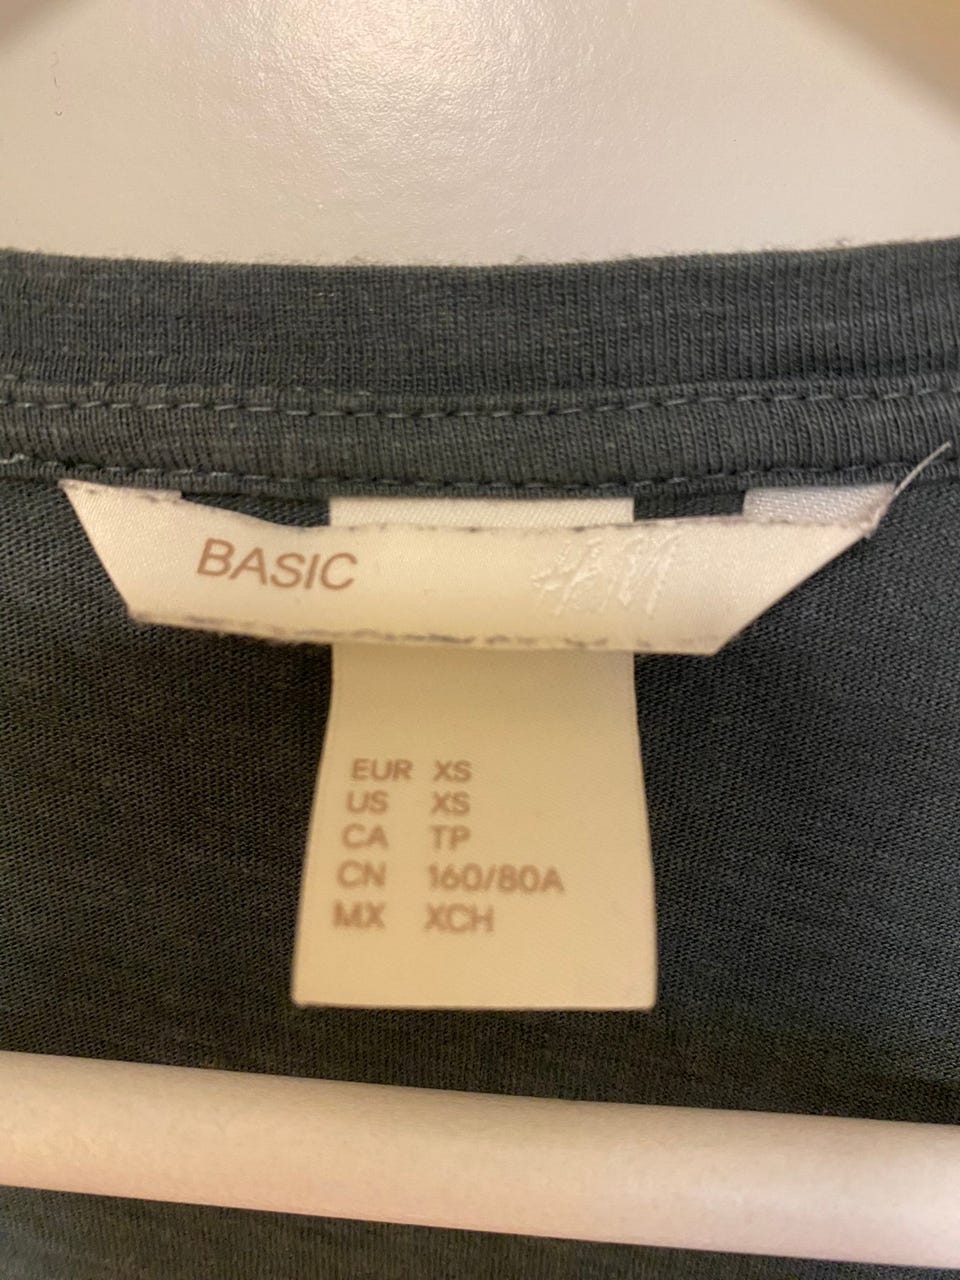 BASIC H&M
EUR XS
US XS
CA TP
CN 160/80A
MX XCH